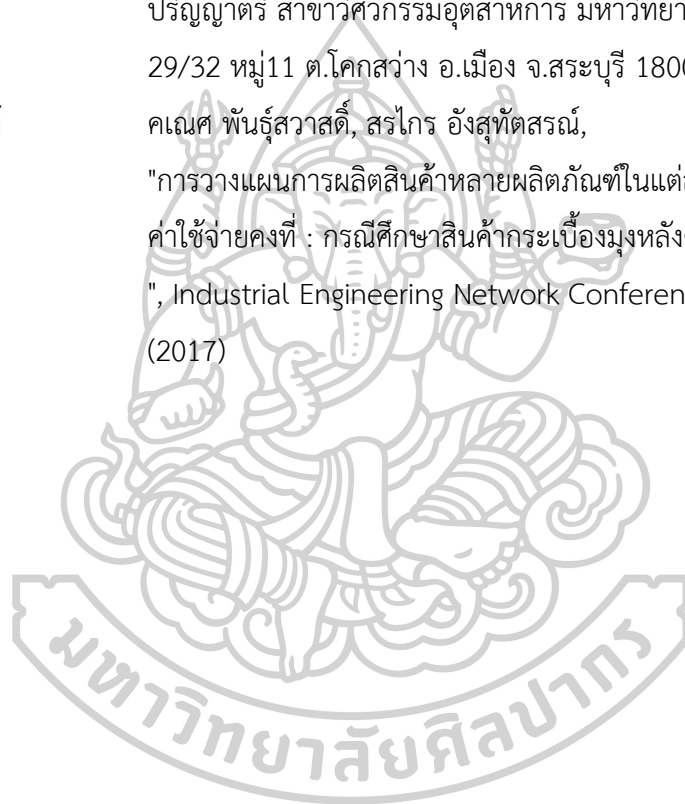 ปริญญาตรี สาขาวิศวกรรมอุตสาหการ
29/32 หมู่11 ต.โคกสว่าง อ.เมือง จ.สระบุรี
คเณศ พันธุ์สวาสดิ์, สรไกร อังสุทัตสรณ์,
"การวางแผนการผลิตสินค้าหลายผลิตภัณฑ์ในแต่
ค่าใช้จ่ายคงที่ : กรณีศึกษาสินค้ากระเบื้องมุงหลัง
", Industrial Engineering Network Conferen
(2017)
มหาวิทยาลัยศิลปากร